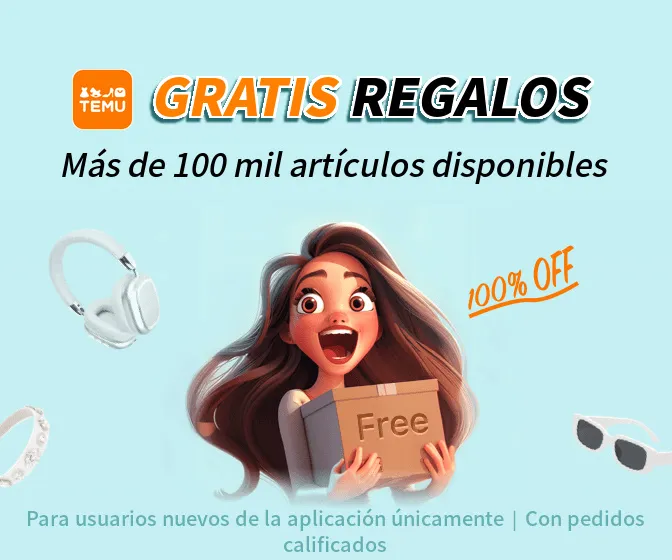 TEMU
GRATIS REGALOS
Más de 100 mil artículos disponibles
100% OFF
Free
Para usuarios nuevos de la aplicación únicamente | Con pedidos
calificados